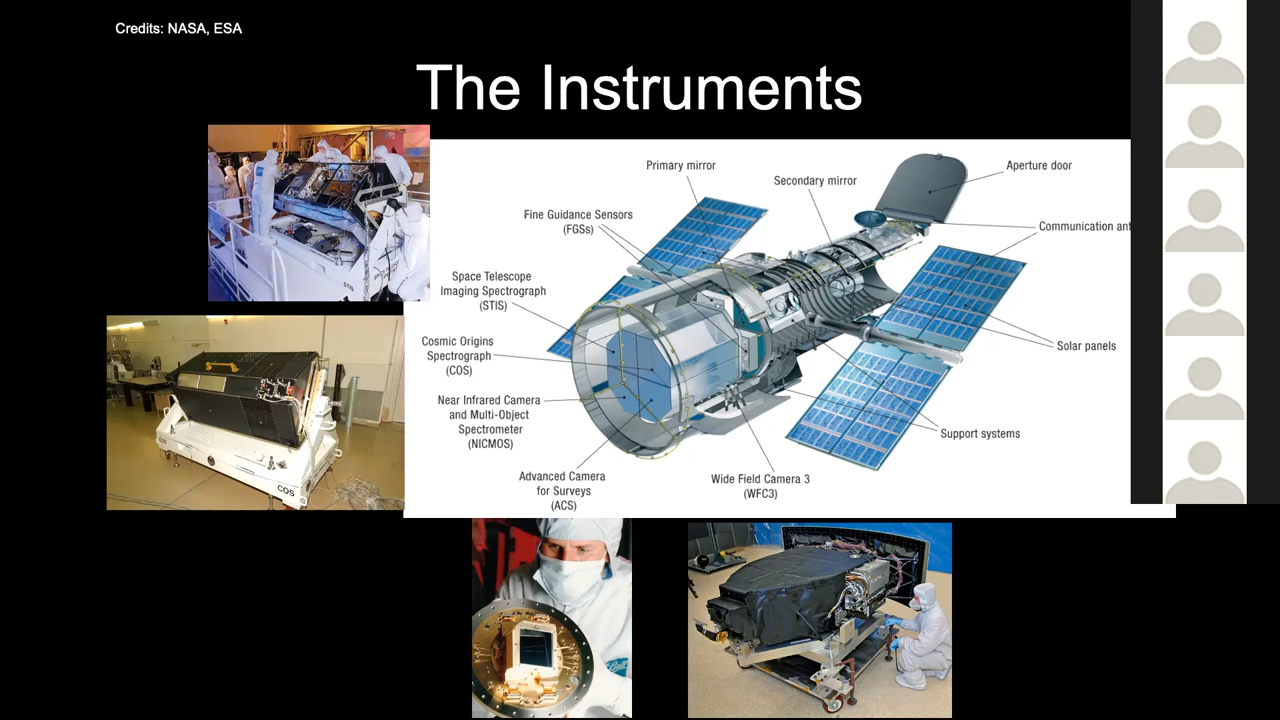 Credits: NASA, ESA
The Instruments
Primary mirror
Secondary mirror
Aperture door
Fine Guidance Sensors
(FGSs)
Communication ant
Space Telescope
Imaging Spectrograph
(STIS)
Cosmic Origins
Spectrograph
(COS)
Solar panels
Near Infrared Camera
and Multi-Object
Spectrometer
(NICMOS)
Support systems
Advanced Camera
for Surveys
(ACS)
Wide Field Camera 3
(WFC3)
STIS
COS
COS